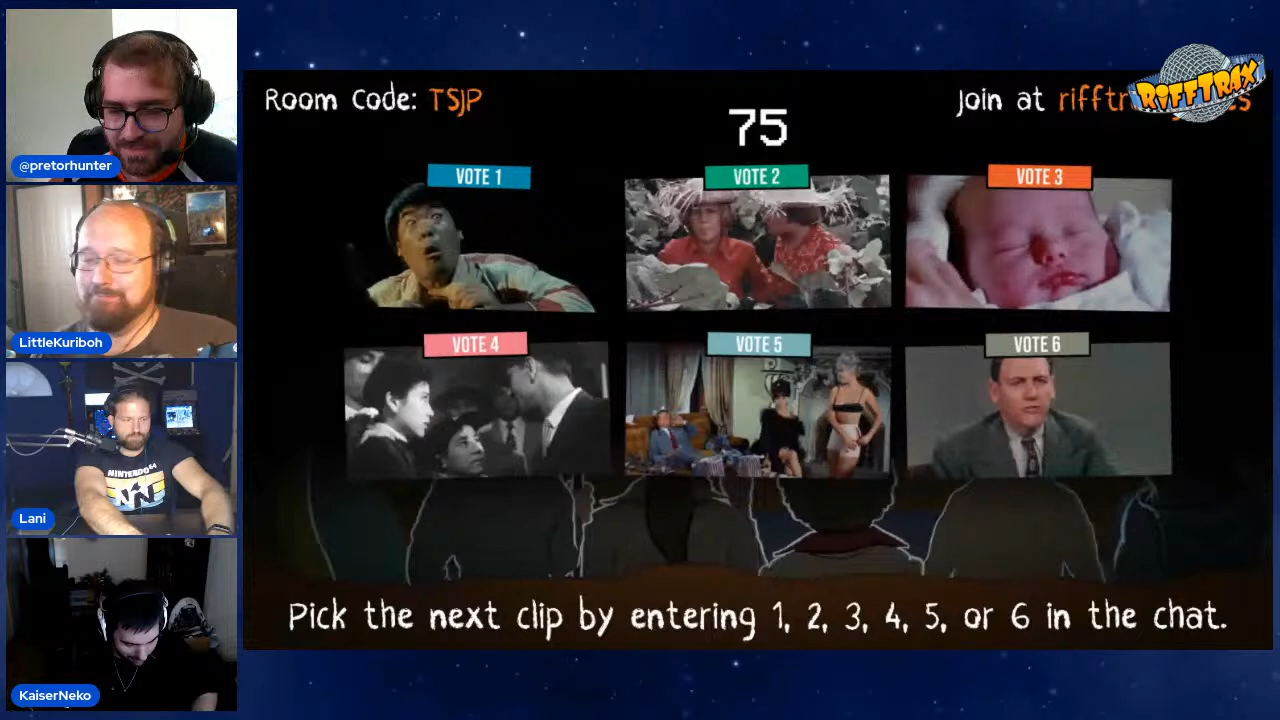 @pretorhunter
LittleKuriboh
Lani
KaiserNeko
NINTENDO 64
Room Code: TSJP
75
Join at
RiffTrax
VOTE 1
VOTE 2
VOTE 3
VOTE 4
VOTE 5
VOTE 6
Pick the next clip by entering 1, 2, 3, 4, 5, or 6 in the chat.